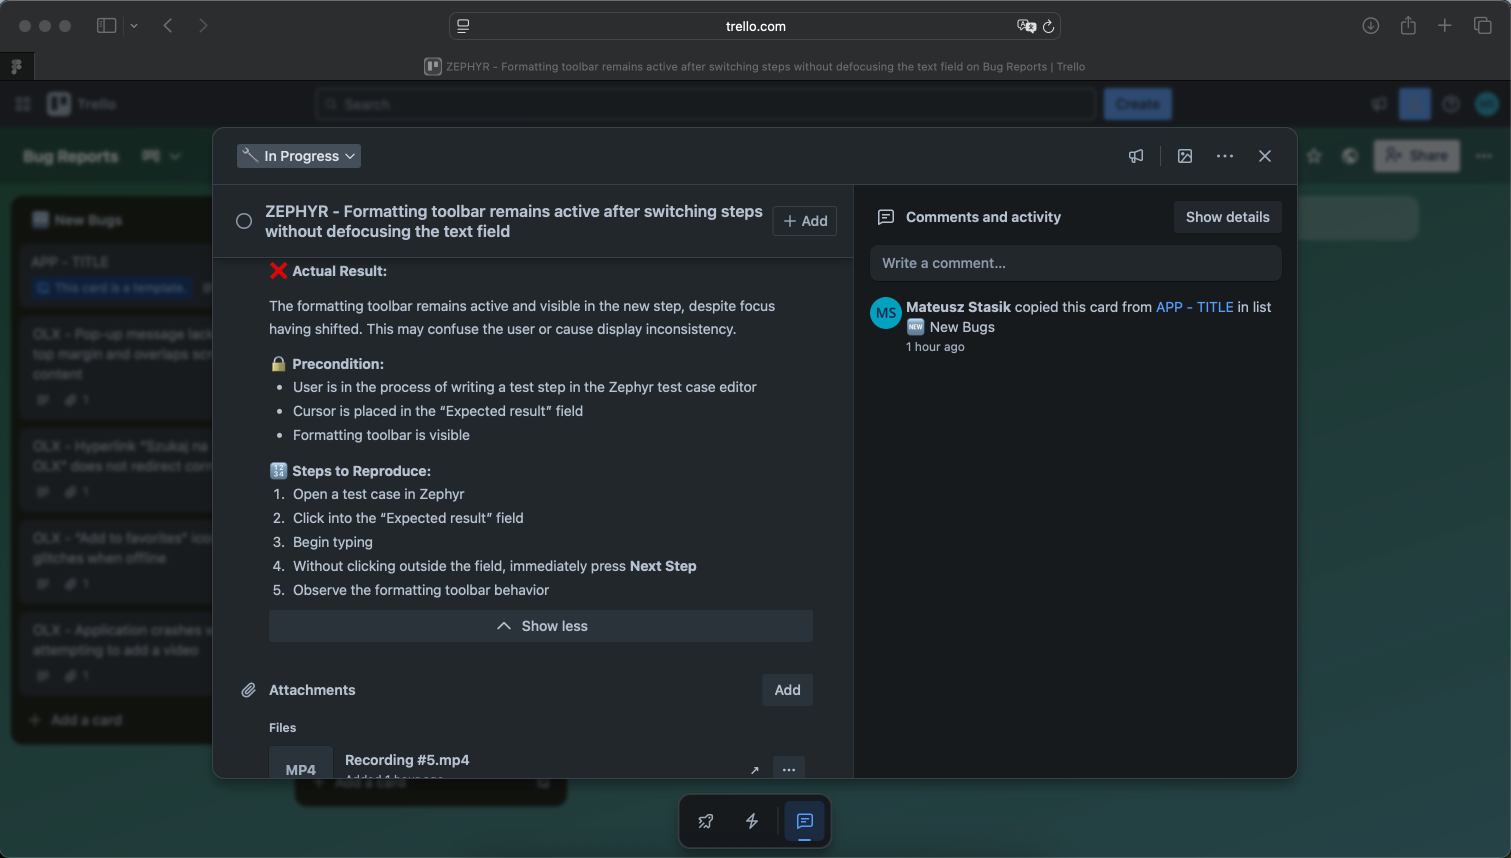 trello.com
ZEPHYR - Formatting toolbar remains active after switching steps without defocusing the text field on Bug Reports | Trello
Trello
Search
Create
Bug Reports
Share
New Bugs
APP - TITLE
This card is a template.
OLX - Pop-up message lack
top margin and overlaps scr
content
1
OLX - Hyperlink "Szukaj na
OLX" does not redirect corr
1
OLX - "Add to favorites" ico
glitches when offline
1
OLX - Application crashes w
attempting to add a video
1
Add a card
In Progress
ZEPHYR - Formatting toolbar remains active after switching steps
without defocusing the text field
Add
❌ Actual Result:
The formatting toolbar remains active and visible in the new step, despite focus
having shifted. This may confuse the user or cause display inconsistency.
🔒 Precondition:
• User is in the process of writing a test step in the Zephyr test case editor
• Cursor is placed in the “Expected result” field
• Formatting toolbar is visible
🔢 Steps to Reproduce:
1. Open a test case in Zephyr
2. Click into the “Expected result” field
3. Begin typing
4. Without clicking outside the field, immediately press Next Step
5. Observe the formatting toolbar behavior
Show less
Attachments
Add
Files
MP4
Recording #5.mp4
Added 1 hour ago
Add a card
Comments and activity
Show details
Write a comment...
MS
Mateusz Stasik copied this card from APP - TITLE in list
🆕 New Bugs
1 hour ago